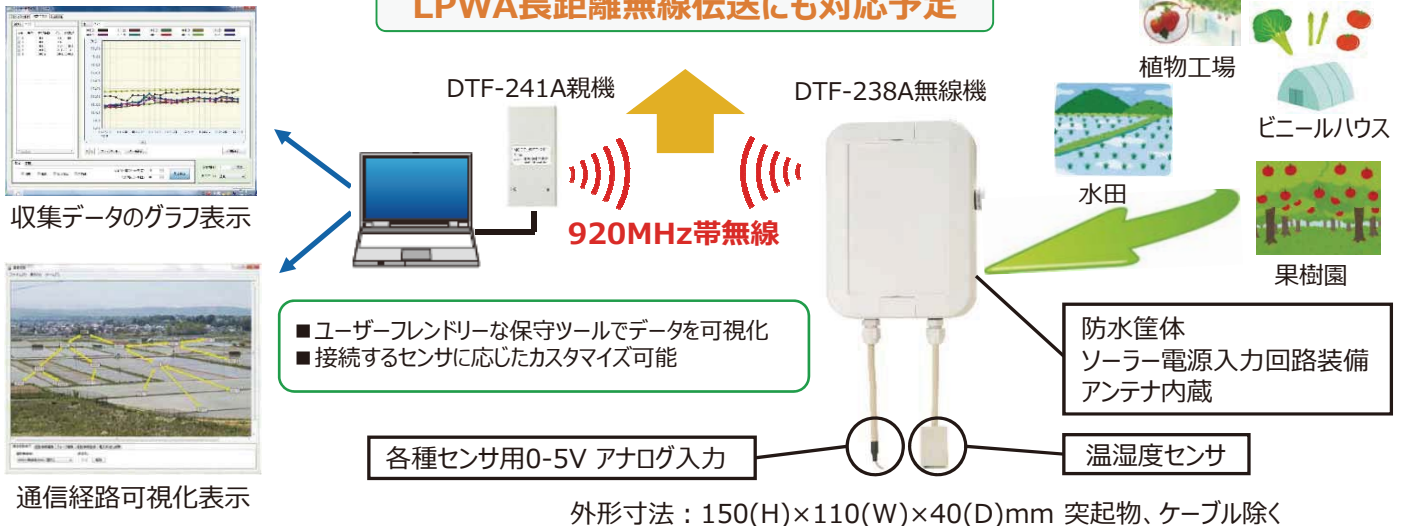 LPWA長距離無線伝送にも対応予定
DTF-241A親機
DTF-238A無線機
植物工場
ビニールハウス
水田
果樹園
収集データのグラフ表示
920MHz帯無線
■ユーザーフレンドリーな保守ツールでデータを可視化
■接続するセンサに応じたカスタマイズ可能
防水筐体
ソーラー電源入力回路装備
アンテナ内蔵
各種センサ用0-5V アナログ入力
温湿度センサ
通信経路可視化表示
外形寸法：150(H)×110(W)×40(D)mm 突起物、ケーブル除く